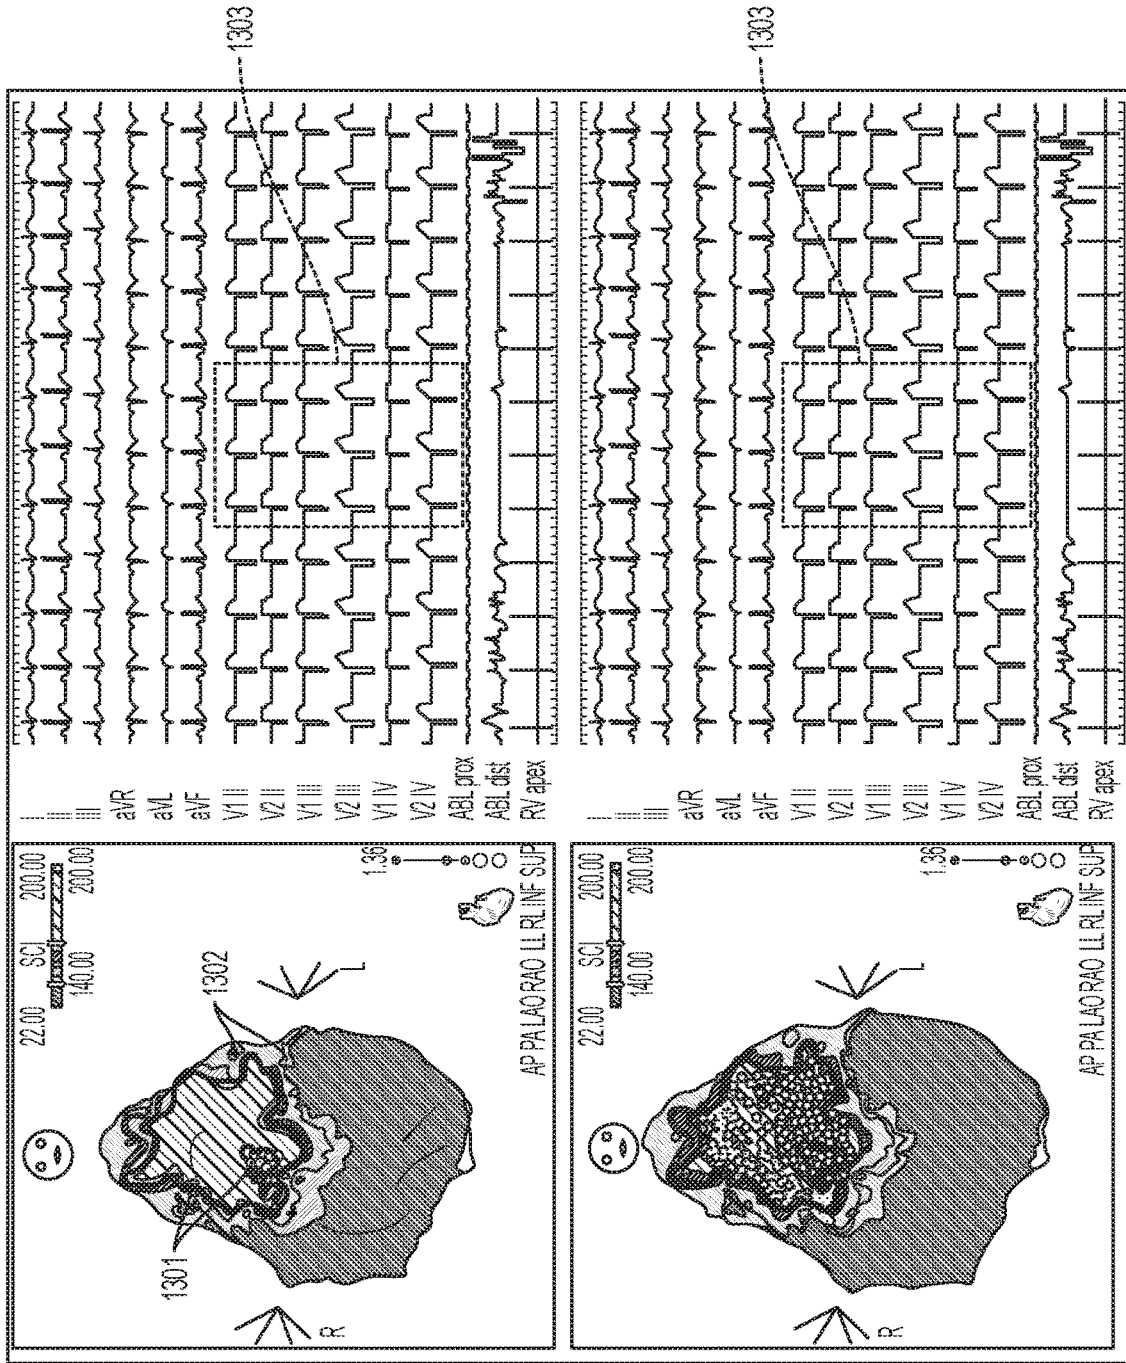 1303
1303
I
II
III
aVR
aVL
aVF
V1 II
V2 II
V1 III
V2 III
V1 IV
V2 IV
ABL prox
ABL dist
RV apex
I
II
III
aVR
aVL
aVF
V1 II
V2 II
V1 III
V2 III
V1 IV
V2 IV
ABL prox
ABL dist
RV apex
22.00 SCI 200.00
140.00 200.00
1301
1302
R
L
1.36
AP PA LAO RAO LL RL INF SUP
22.00 SCI 200.00
140.00 200.00
R
L
1.36
AP PA LAO RAO LL RL INF SUP